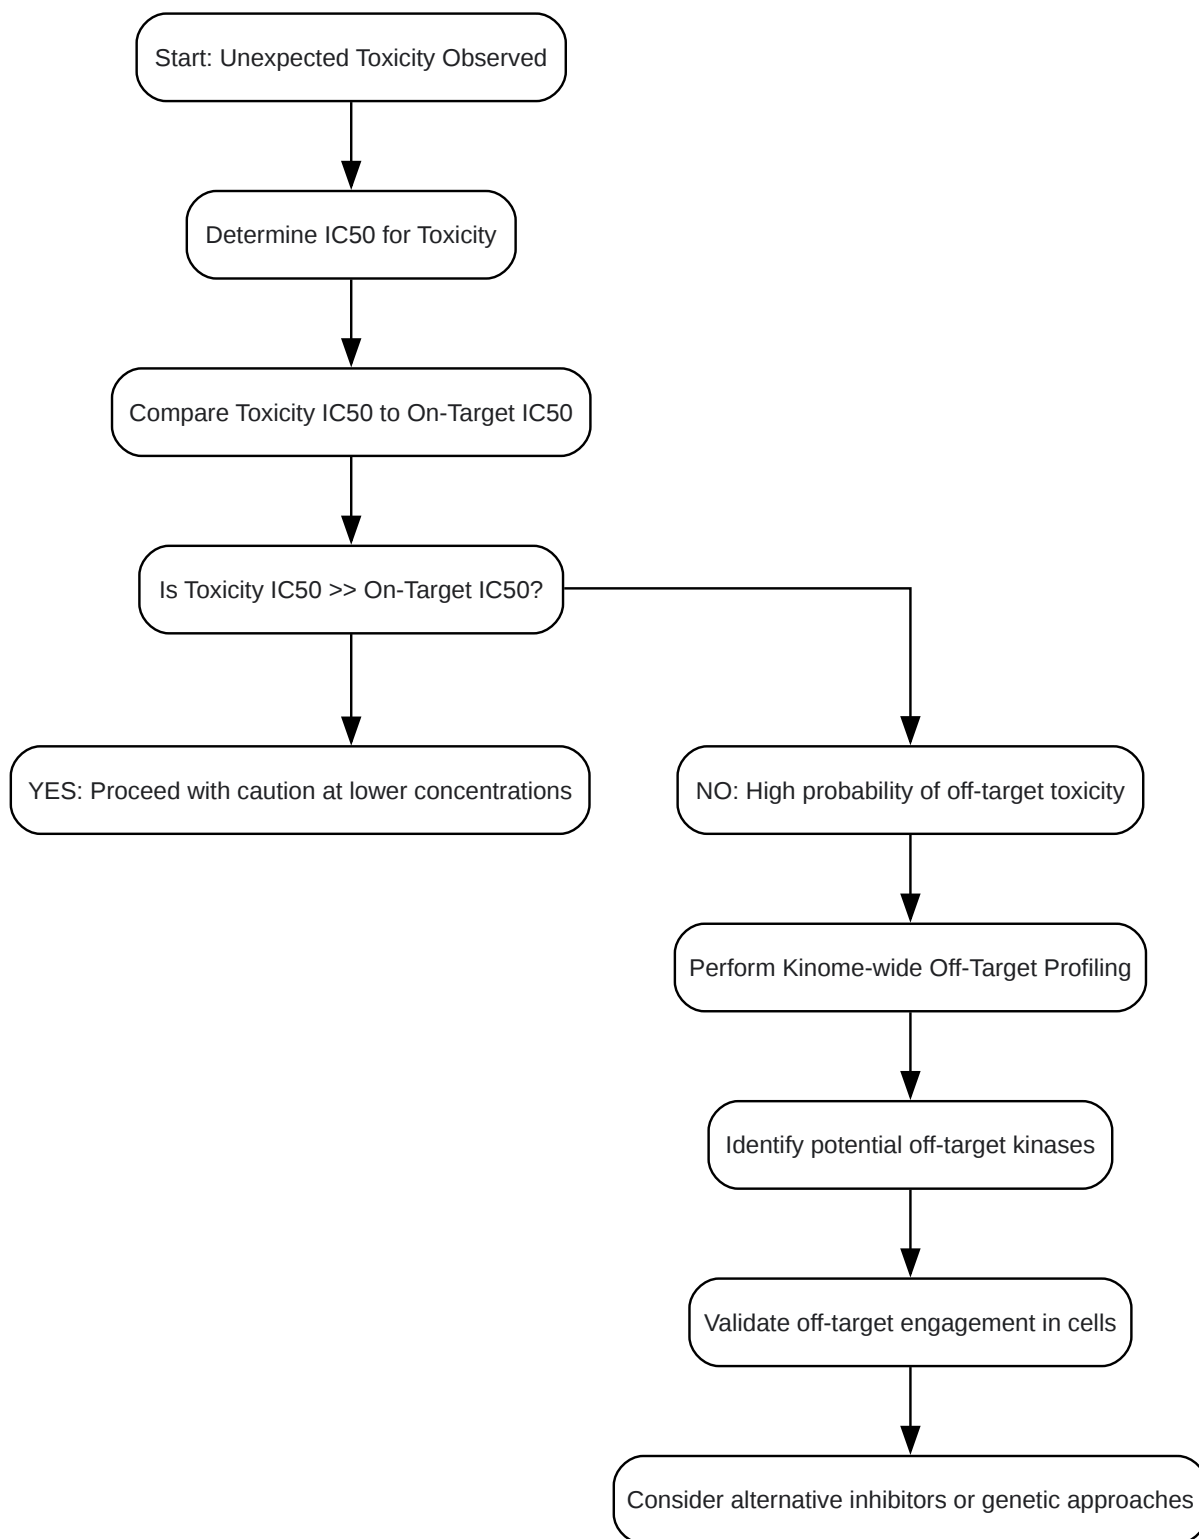 Start: Unexpected Toxicity Observed
Determine IC50 for Toxicity
Compare Toxicity IC50 to On-Target IC50
Is Toxicity IC50 >> On-Target IC50?
YES: Proceed with caution at lower concentrations
NO: High probability of off-target toxicity
Perform Kinome-wide Off-Target Profiling
Identify potential off-target kinases
Validate off-target engagement in cells
Consider alternative inhibitors or genetic approaches